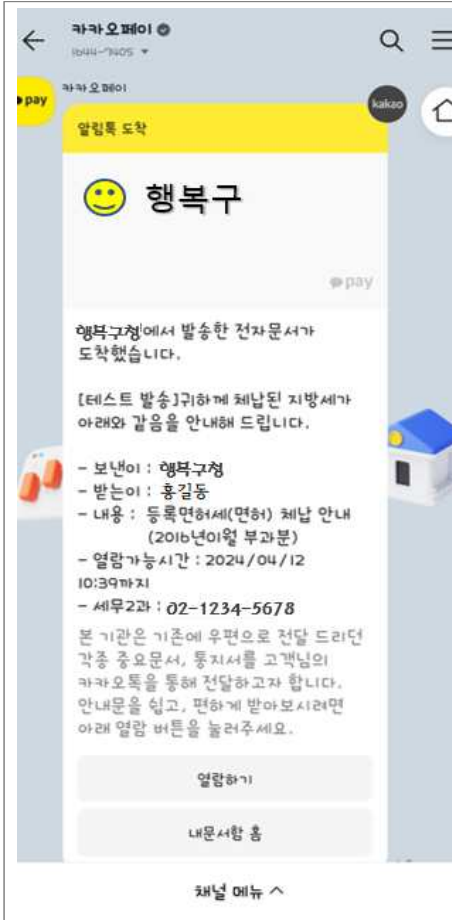 카카오페이
1644-7405
카카오페이
pay
kakao
알림톡 도착
행복구
pay
행복구청에서 발송한 전자문서가
도착했습니다.
[테스트 발송]귀하께 체납된 지방세가
아래와 같음을 안내해 드립니다.
- 보낸이 : 행복구청
- 받는이 : 홍길동
- 내용 : 등록면허세(면허) 체납 안내
(2016년01월 부과분)
- 열람가능시간 : 2024/04/12
10:39까지
- 세무2과 : 02-1234-5678
본 기관은 기존에 우편으로 전달 드리던
각종 중요문서, 통지서를 고객님의
카카오톡을 통해 전달하고자 합니다.
안내문을 쉽고, 편하게 받아보시려면
아래 열람 버튼을 눌러주세요.
열람하기
내문서함 홈
채널 메뉴 ㅅ